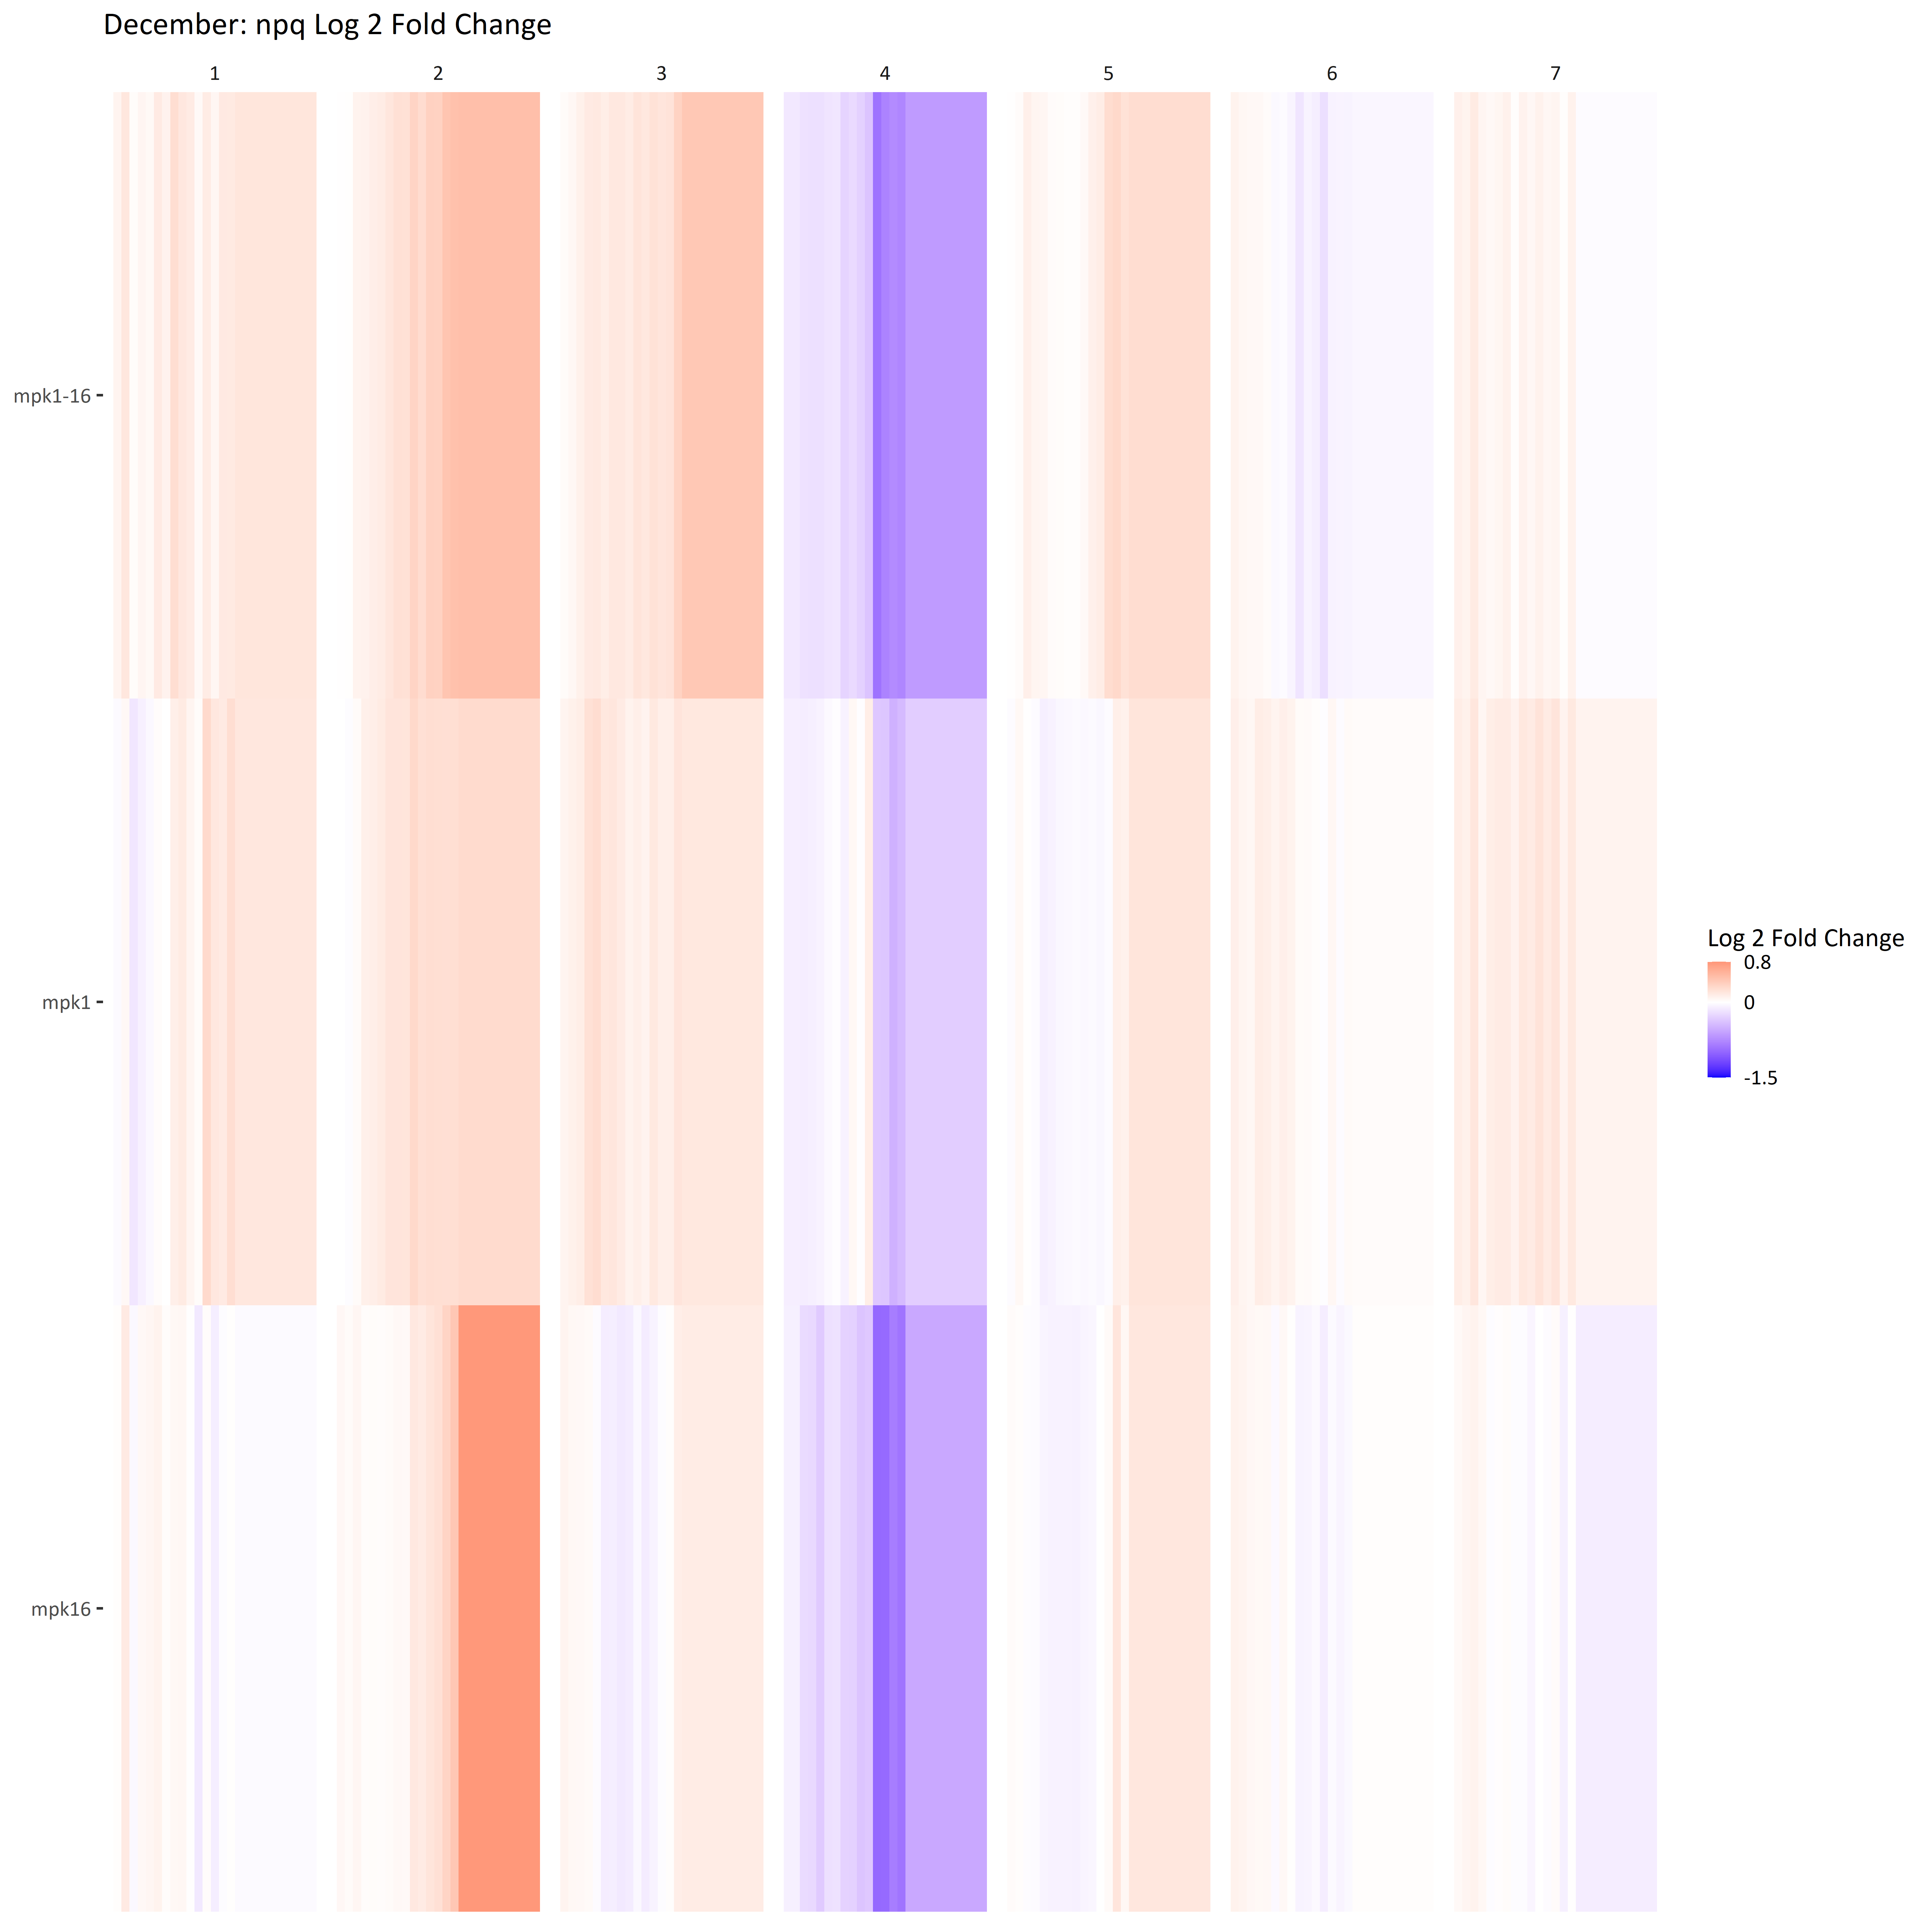 December: npq Log 2 Fold Change
1 2 3 4 5 6 7
mpk1-16
mpk1
mpk16
Log 2 Fold Change
0.8
0
-1.5